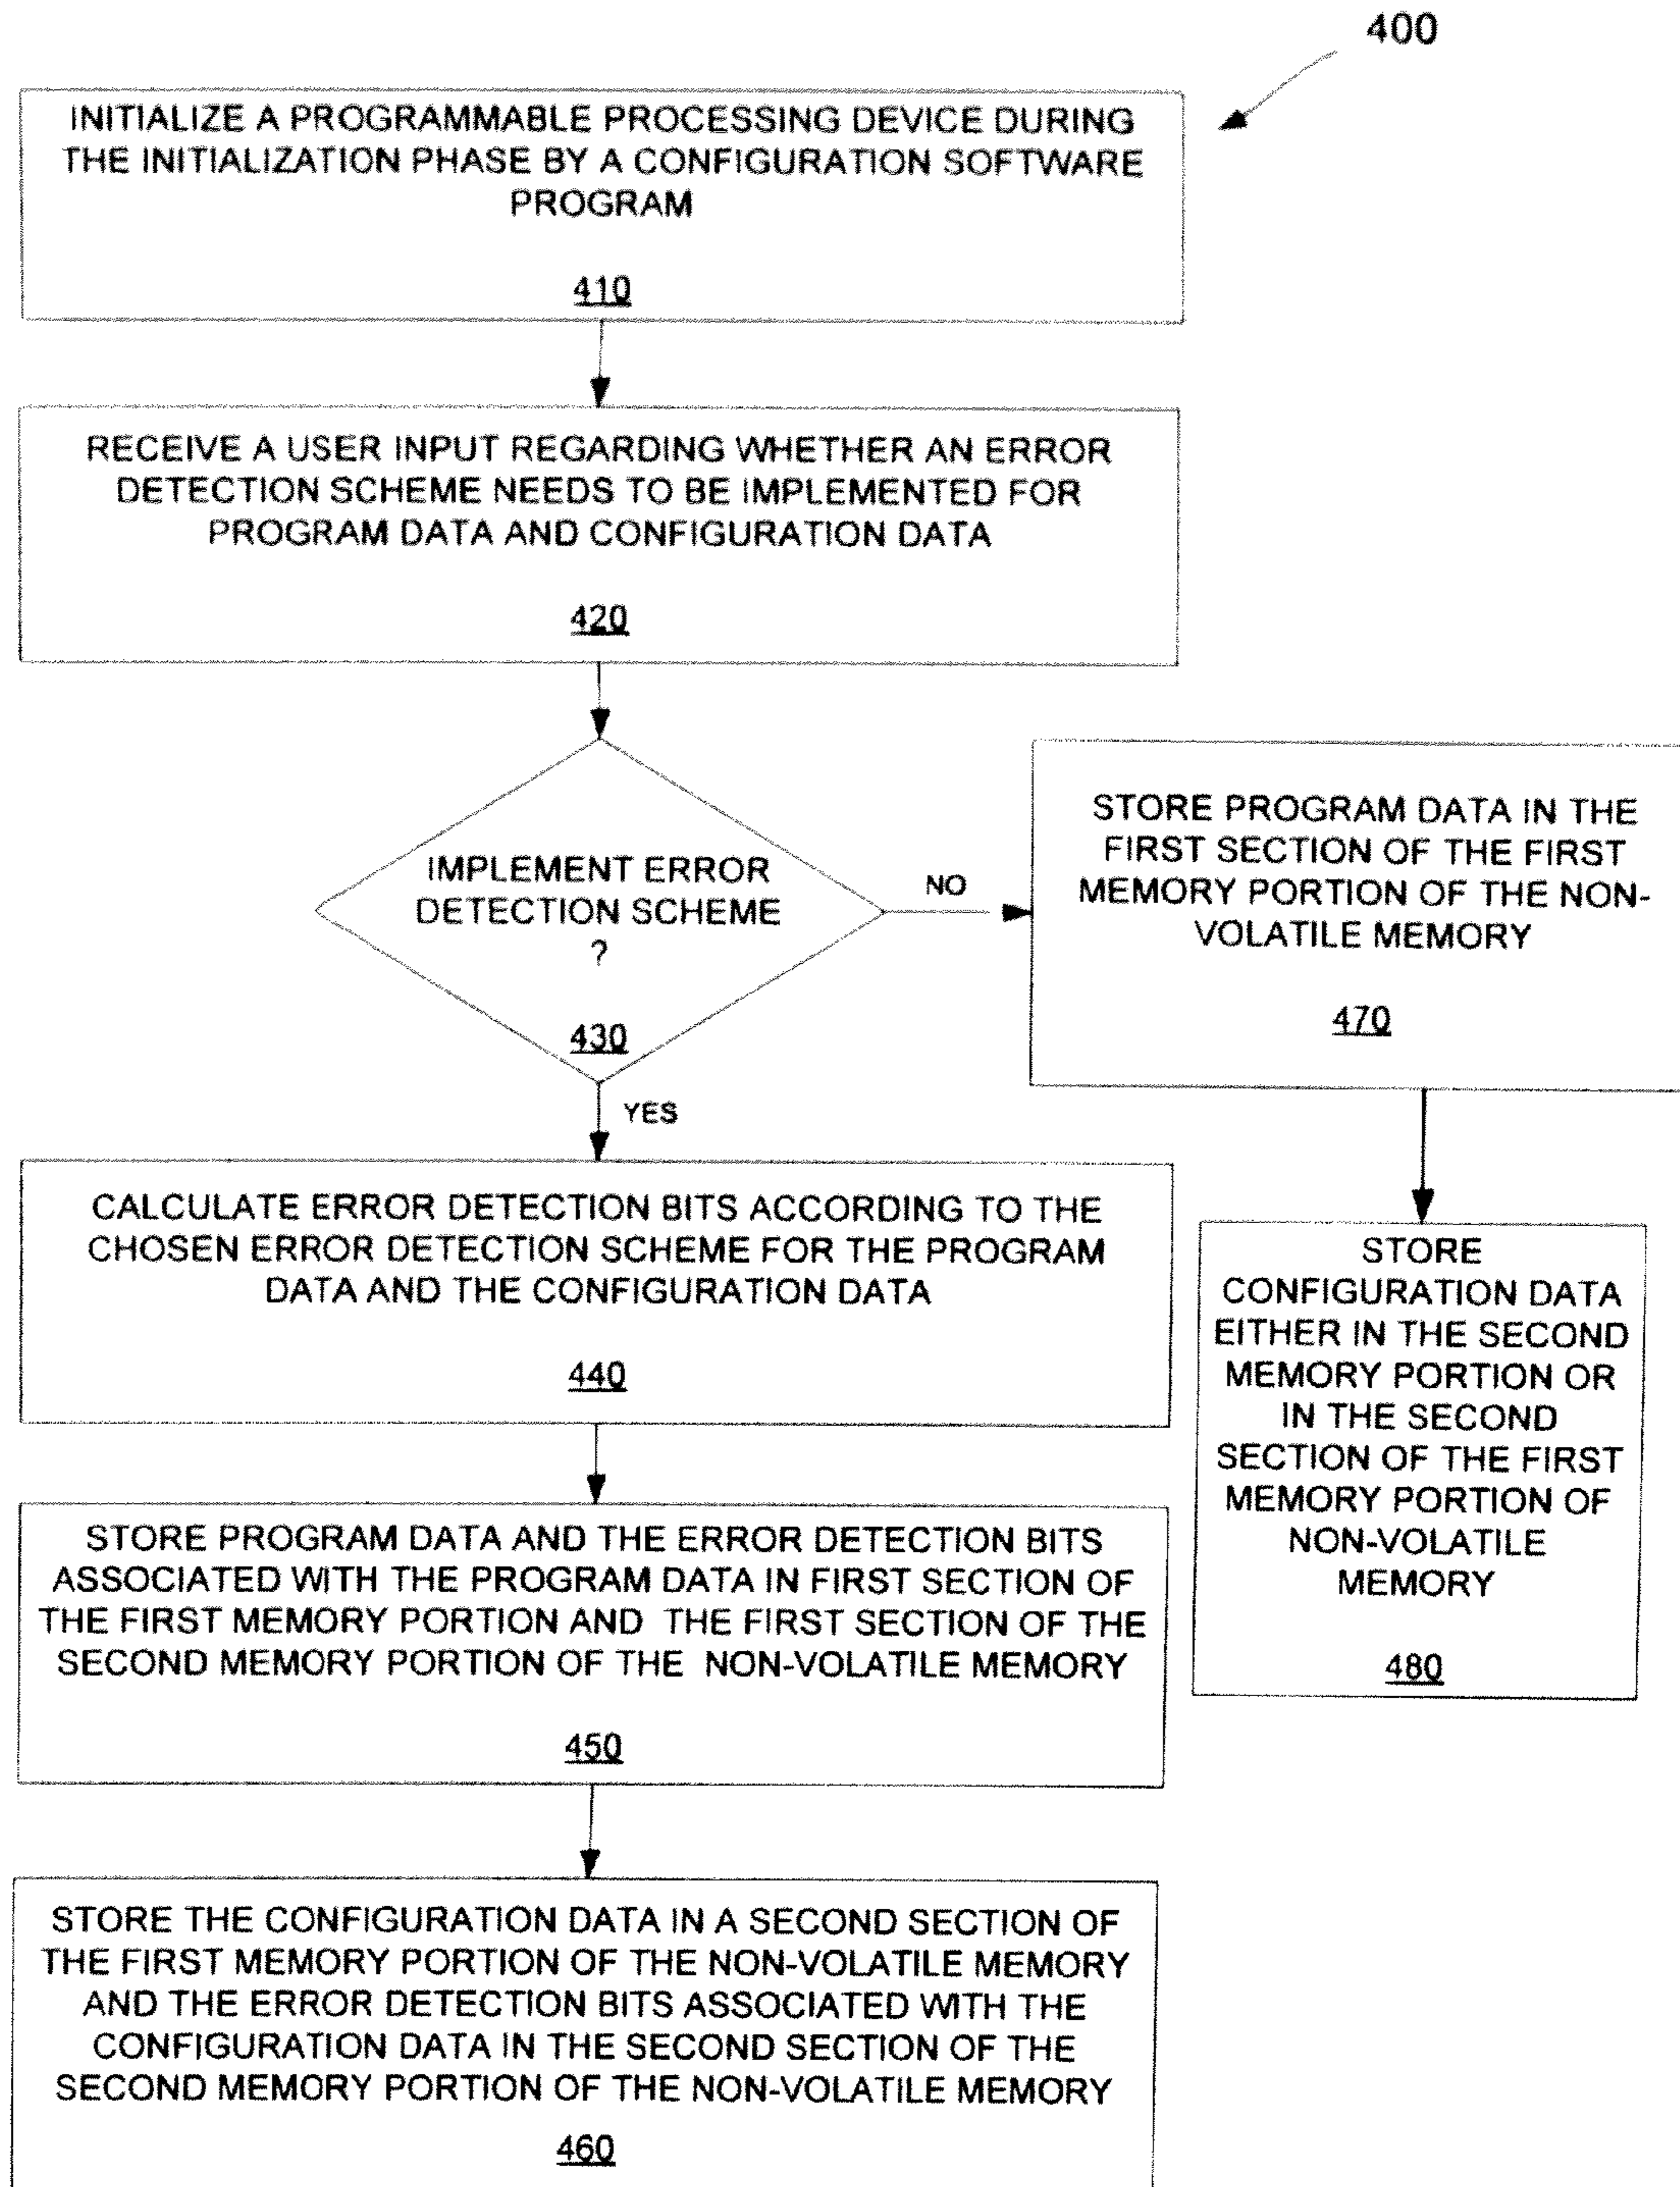 400
INITIALIZE A PROGRAMMABLE PROCESSING DEVICE DURING
THE INITIALIZATION PHASE BY A CONFIGURATION SOFTWARE
PROGRAM
410
RECEIVE A USER INPUT REGARDING WHETHER AN ERROR
DETECTION SCHEME NEEDS TO BE IMPLEMENTED FOR
PROGRAM DATA AND CONFIGURATION DATA
420
IMPLEMENT ERROR
DETECTION SCHEME
?
430
NO
STORE PROGRAM DATA IN THE
FIRST SECTION OF THE FIRST
MEMORY PORTION OF THE NON-
VOLATILE MEMORY
470
YES
CALCULATE ERROR DETECTION BITS ACCORDING TO THE
CHOSEN ERROR DETECTION SCHEME FOR THE PROGRAM
DATA AND THE CONFIGURATION DATA
440
STORE
CONFIGURATION DATA
EITHER IN THE SECOND
MEMORY PORTION OR
IN THE SECOND
SECTION OF THE FIRST
MEMORY PORTION OF
NON-VOLATILE
MEMORY
480
STORE PROGRAM DATA AND THE ERROR DETECTION BITS
ASSOCIATED WITH THE PROGRAM DATA IN FIRST SECTION OF
THE FIRST MEMORY PORTION AND THE FIRST SECTION OF THE
SECOND MEMORY PORTION OF THE NON-VOLATILE MEMORY
450
STORE THE CONFIGURATION DATA IN A SECOND SECTION OF
THE FIRST MEMORY PORTION OF THE NON-VOLATILE MEMORY
AND THE ERROR DETECTION BITS ASSOCIATED WITH THE
CONFIGURATION DATA IN THE SECOND SECTION OF THE
SECOND MEMORY PORTION OF THE NON-VOLATILE MEMORY
460